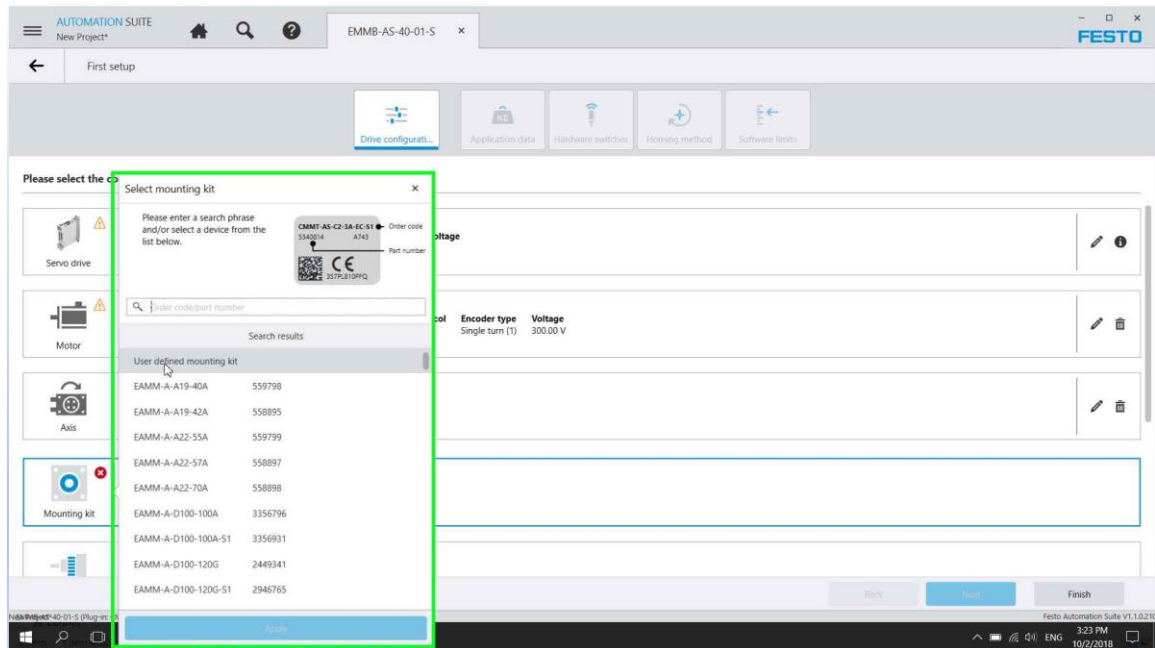 AUTOMATION SUITE
New Project*
EMMB-AS-40-01-S
FESTO
First setup
Drive configurati...
Application data
Hardware switches
Homing method
Software limits
Please select the co
Select mounting kit
Please enter a search phrase
and/or select a device from the
list below.
CMMT-AS-C2-3A-EC-S1
Order code
5340814 A743
Part number
CE
3S7PL810PFQ
Order code/part number
Search results
User defined mounting kit
EAMM-A-A19-40A 559798
EAMM-A-A19-42A 558895
EAMM-A-A22-55A 559799
EAMM-A-A22-57A 558897
EAMM-A-A22-70A 558898
EAMM-A-D100-100A 3356796
EAMM-A-D100-100A-S1 3356931
EAMM-A-D100-120G 2449341
EAMM-A-D100-120G-S1 2946765
Apply
Servo drive
oltage
Motor
col Encoder type Voltage
Single turn (1) 300.00 V
Axis
Mounting kit
Back
Next
Finish
40-01-S (Plug-in:
Festo Automation Suite V1.1.0.210
ENG
3:23 PM
10/2/2018